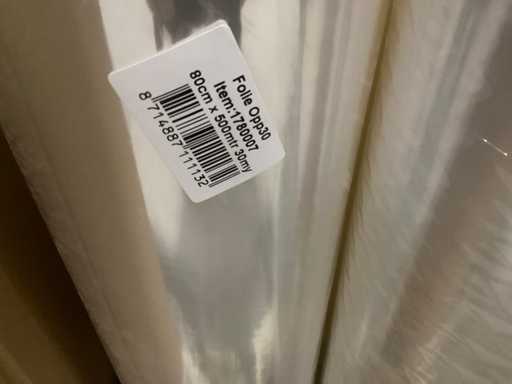 Folie Opp30
Item:1780007
80cm x 500mtr 30my
8 714887 111132